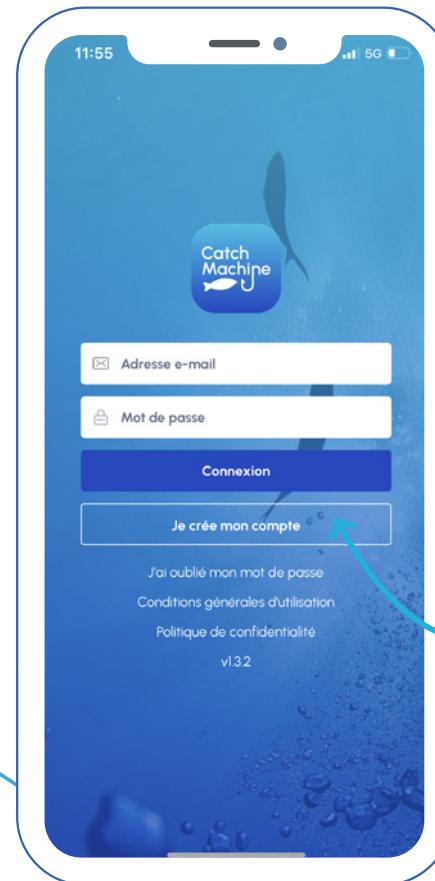 11:55 5G
Catch
Machine
Adresse e-mail
Mot de passe
Connexion
Je crée mon compte
J'ai oublié mon mot de passe
Conditions générales d'utilisation
Politique de confidentialité
v1.3.2